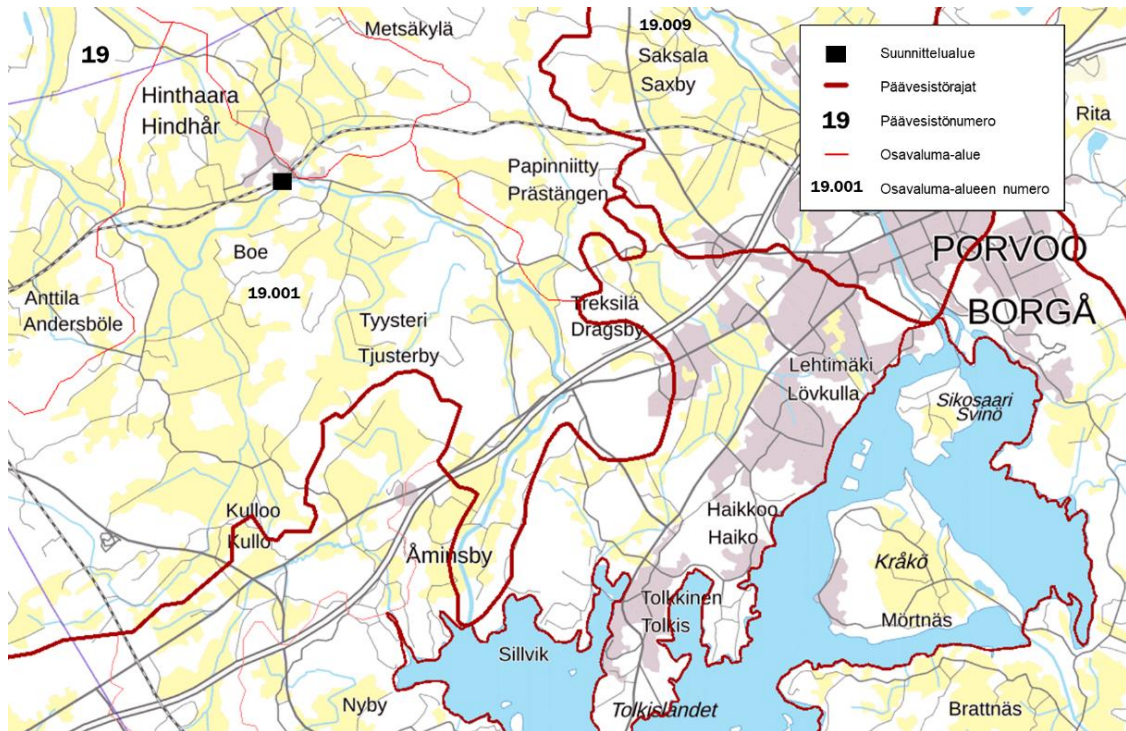 Metsäkylä
19.009
19
Saksala
Saxby
Hinthaara
Hindhår
Rita
Papinniitty
Prästängen
Suunnittelualue
Päävesistörajat
19
Päävesistönumero
Osavaluma-alue
19.001
Osavaluma-alueen numero
Boe
19.001
PORVOO
BORGÅ
Anttila
Andersböle
Treksilä
Dragsby
Tyysteri
Tjusterby
Lehtimäki
Lövkulla
Sikosaari
Svinö
Kulloo
Kullo
Haikkoo
Haiko
Åminsby
Kråkö
Tolkkinen
Tolkis
Mörtnäs
Sillvik
Nyby
Tolkislandet
Brattnäs